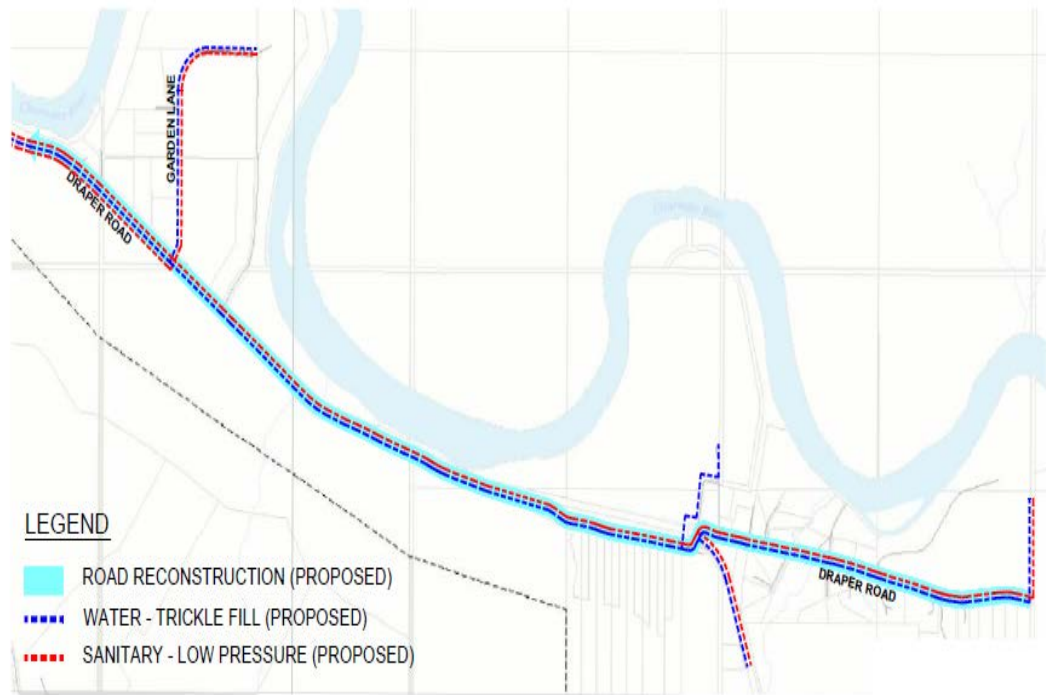 GARDEN LANE
DRAPER ROAD
DRAPER ROAD
LEGEND
ROAD RECONSTRUCTION (PROPOSED)
WATER - TRICKLE FILL (PROPOSED)
SANITARY - LOW PRESSURE (PROPOSED)